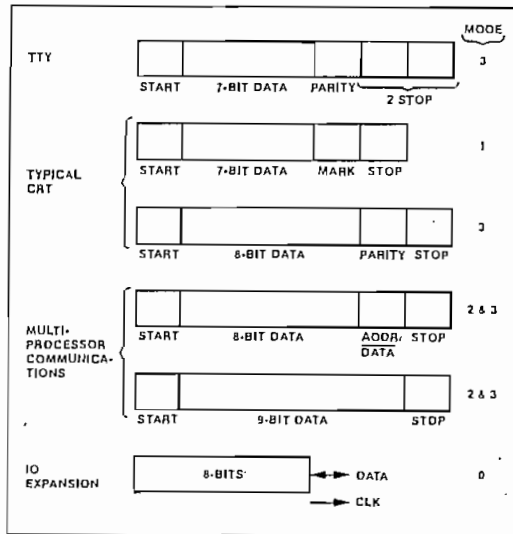 MODE
TTY
3
START 7-BIT DATA PARITY
2 STOP
1
START 7-BIT DATA MARK STOP
TYPICAL
CRT
3
START 8-BIT DATA PARITY STOP
2 & 3
START 8-BIT DATA ADDR/ STOP
DATA
MULTI-
PROCESSOR
COMMUNICA-
TIONS
2 & 3
START 9-BIT DATA STOP
IO
EXPANSION
8-BITS
DATA
0
CLK